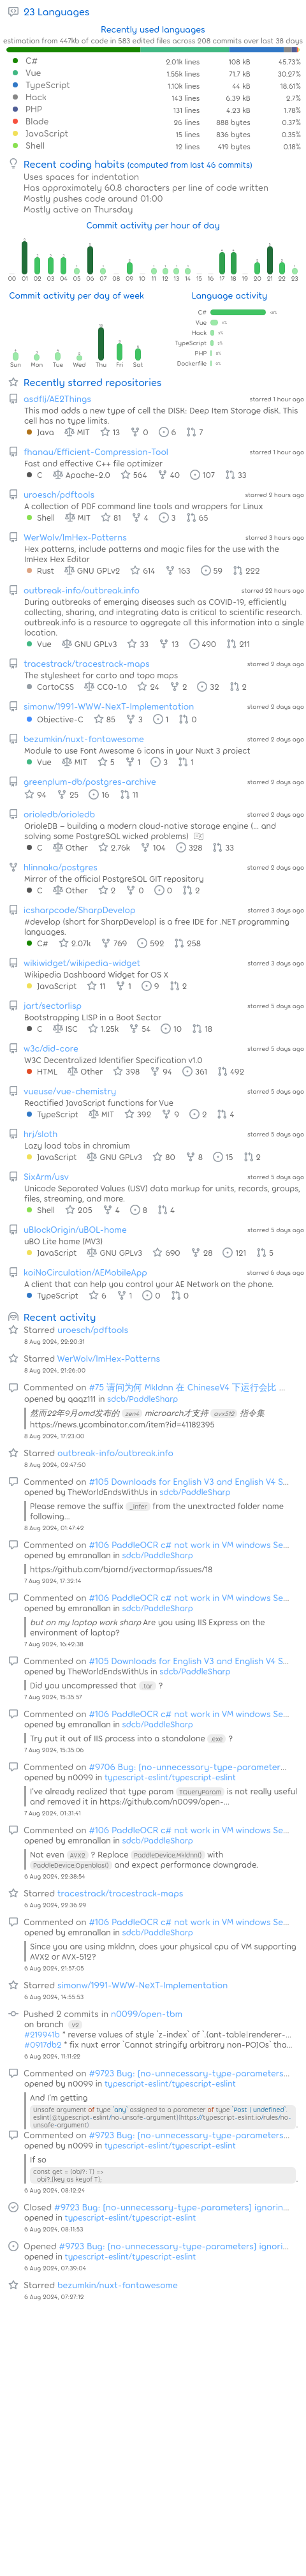 23 Languages
Recently used languages
estimation from 447kb of code in 583 edited files across 208 commits over last 38 days
C# 2.01k lines 108 kB 45.73%
Vue 1.55k lines 71.7 kB 30.27%
TypeScript 1.10k lines 44 kB 18.61%
Hack 143 lines 6.39 kB 2.7%
PHP 131 lines 4.23 kB 1.78%
Blade 26 lines 888 bytes 0.37%
JavaScript 15 lines 836 bytes 0.35%
Shell 12 lines 419 bytes 0.18%
Recent coding habits (computed from last 46 commits)
Uses spaces for indentation
Has approximately 60.8 characters per line of code written
Mostly pushes code around 01:00
Mostly active on Thursday
Commit activity per hour of day
00 01 02 03 04 05 06 07 08 09 10 11 12 13 14 15 16 17 18 19 20 21 22 23
Commit activity per day of week
Language activity
C#
Vue
Hack
TypeScript
PHP
Dockerfile
Sun Mon Tue Wed Thu Fri Sat
Recently starred repositories
asdflj/AE2Things starred 1 hour ago
This mod adds a new type of cell the DISK: Deep Item Storage disK. This
cell has no type limits.
Java MIT 13 0 6 7
fhanau/Efficient-Compression-Tool starred 1 hour ago
Fast and effective C++ file optimizer
C Apache-2.0 564 40 107 33
uroesch/pdftools starred 2 hours ago
A collection of PDF command line tools and wrappers for Linux
Shell MIT 81 4 3 65
WerWolv/ImHex-Patterns starred 3 hours ago
Hex patterns, include patterns and magic files for the use with the
ImHex Hex Editor
Rust GNU GPLv2 614 163 59 222
outbreak-info/outbreak.info starred 22 hours ago
During outbreaks of emerging diseases such as COVID-19, efficiently
collecting, sharing, and integrating data is critical to scientific research.
outbreak.info is a resource to aggregate all this information into a single
location.
Vue GNU GPLv3 33 13 490 211
tracestrack/tracestrack-maps starred 2 days ago
The stylesheet for carto and topo maps
CartoCSS CC0-1.0 24 2 32 2
simonw/1991-WWW-NeXT-Implementation starred 2 days ago
Objective-C 85 3 1 0
bezumkin/nuxt-fontawesome starred 2 days ago
Module to use Font Awesome 6 icons in your Nuxt 3 project
Vue MIT 5 1 3 1
greenplum-db/postgres-archive starred 2 days ago
94 25 16 11
orioledb/orioledb starred 2 days ago
OrioleDB – building a modern cloud-native storage engine (... and
solving some PostgreSQL wicked problems)
C Other 2.76k 104 328 33
hlinnaka/postgres starred 2 days ago
Mirror of the official PostgreSQL GIT repository
C Other 2 0 0 2
icsharpcode/SharpDevelop starred 3 days ago
#develop (short for SharpDevelop) is a free IDE for .NET programming
languages.
C# 2.07k 769 592 258
wikiwidget/wikipedia-widget starred 3 days ago
Wikipedia Dashboard Widget for OS X
JavaScript 11 1 9 2
jart/sectorlisp starred 5 days ago
Bootstrapping LISP in a Boot Sector
C ISC 1.25k 54 10 18
w3c/did-core starred 5 days ago
W3C Decentralized Identifier Specification v1.0
HTML Other 398 94 361 492
vueuse/vue-chemistry starred 5 days ago
Reactified JavaScript functions for Vue
TypeScript MIT 392 9 2 4
hrj/sloth starred 5 days ago
Lazy load tabs in chromium
JavaScript GNU GPLv3 80 8 15 2
SixArm/usv starred 5 days ago
Unicode Separated Values (USV) data markup for units, records, groups,
files, streaming, and more.
Shell 205 4 8 4
uBlockOrigin/uBOL-home starred 5 days ago
uBO Lite home (MV3)
JavaScript GNU GPLv3 690 28 121 5
koiNoCirculation/AEMobileApp starred 6 days ago
A client that can help you control your AE Network on the phone.
TypeScript 6 1 0 0
Recent activity
Starred uroesch/pdftools
8 Aug 2024, 22:20:31
Starred WerWolv/ImHex-Patterns
8 Aug 2024, 21:26:00
Commented on #75 请问为何 Mkldnn 在 ChineseV4 下运行会比 ...
opened by qaqz111 in sdcb/PaddleSharp
然而22年9月amd发布的 zen4 microarch才支持 avx512 指令集
https://news.ycombinator.com/item?id=41182395
8 Aug 2024, 17:23:00
Starred outbreak-info/outbreak.info
8 Aug 2024, 02:47:50
Commented on #105 Downloads for English V3 and English V4 S...
opened by TheWorldEndsWithUs in sdcb/PaddleSharp
Please remove the suffix _infer from the unextracted folder name
following...
8 Aug 2024, 01:47:42
Commented on #106 PaddleOCR c# not work in VM windows Se...
opened by emranallan in sdcb/PaddleSharp
https://github.com/bjornd/jvectormap/issues/18
7 Aug 2024, 17:32:14
Commented on #106 PaddleOCR c# not work in VM windows Se...
opened by emranallan in sdcb/PaddleSharp
but on my laptop work sharp Are you using IIS Express on the
environment of laptop?
7 Aug 2024, 16:42:38
Commented on #105 Downloads for English V3 and English V4 S...
opened by TheWorldEndsWithUs in sdcb/PaddleSharp
Did you uncompressed that .tar ?
7 Aug 2024, 15:35:57
Commented on #106 PaddleOCR c# not work in VM windows Se...
opened by emranallan in sdcb/PaddleSharp
Try put it out of IIS process into a standalone .exe ?
7 Aug 2024, 15:35:06
Commented on #9706 Bug: [no-unnecessary-type-parameter...
opened by n0099 in typescript-eslint/typescript-eslint
I've already realized that type param TQueryParam is not really useful
and removed it in https://github.com/n0099/open-...
7 Aug 2024, 01:31:41
Commented on #106 PaddleOCR c# not work in VM windows Se...
opened by emranallan in sdcb/PaddleSharp
Not even AVX2 ? Replace PaddleDevice.Mkldnn() with
PaddleDevice.Openblas() and expect performance downgrade.
6 Aug 2024, 22:38:54
Starred tracestrack/tracestrack-maps
6 Aug 2024, 22:36:29
Commented on #106 PaddleOCR c# not work in VM windows Se...
opened by emranallan in sdcb/PaddleSharp
Since you are using mkldnn, does your physical cpu of VM supporting
AVX2 or AVX-512?
6 Aug 2024, 21:57:05
Starred simonw/1991-WWW-NeXT-Implementation
6 Aug 2024, 14:55:53
Pushed 2 commits in n0099/open-tbm
on branch v2
#219941b * reverse values of style `z-index` of `.(ant-table|renderer-...
#0917db2 * fix nuxt error `Cannot stringify arbitrary non-POJOs` tha...
6 Aug 2024, 11:11:22
Commented on #9723 Bug: [no-unnecessary-type-parameters...
opened by n0099 in typescript-eslint/typescript-eslint
And I'm getting
Unsafe argument of type `any` assigned to a parameter of type `Post | undefined`.
eslint(@typescript-eslint/no-unsafe-argument)(https://typescript-eslint.io/rules/no-
unsafe-argument)
Commented on #9723 Bug: [no-unnecessary-type-parameters...
opened by n0099 in typescript-eslint/typescript-eslint
If so
const get = (obj?: T) =>
obj?.[key as keyof T];
6 Aug 2024, 08:12:24
Closed #9723 Bug: [no-unnecessary-type-parameters] ignorin...
opened in typescript-eslint/typescript-eslint
6 Aug 2024, 08:11:53
Opened #9723 Bug: [no-unnecessary-type-parameters] ignori...
opened in typescript-eslint/typescript-eslint
6 Aug 2024, 07:39:04
Starred bezumkin/nuxt-fontawesome
6 Aug 2024, 07:27:12